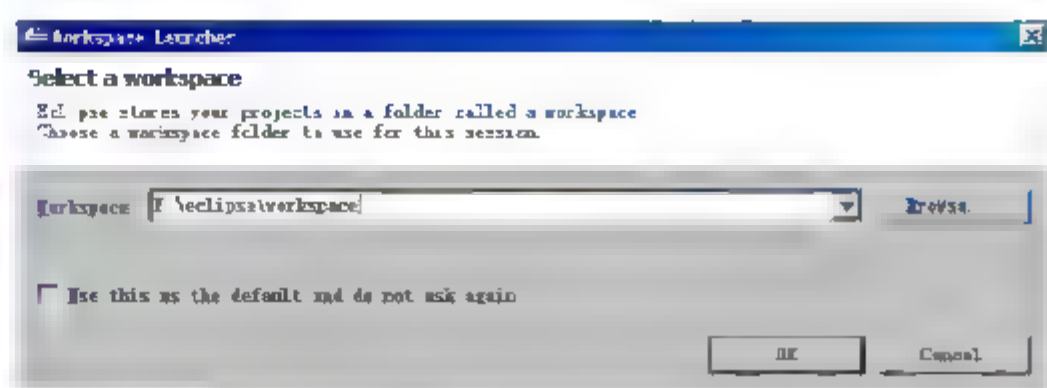 Workspace Launcher
Select a workspace
Eclipse stores your projects in a folder called a workspace
Choose a workspace folder to use for this session.
Workspace \eclipse\workspace Browse.
Use this as the default and do not ask again
OK Cancel